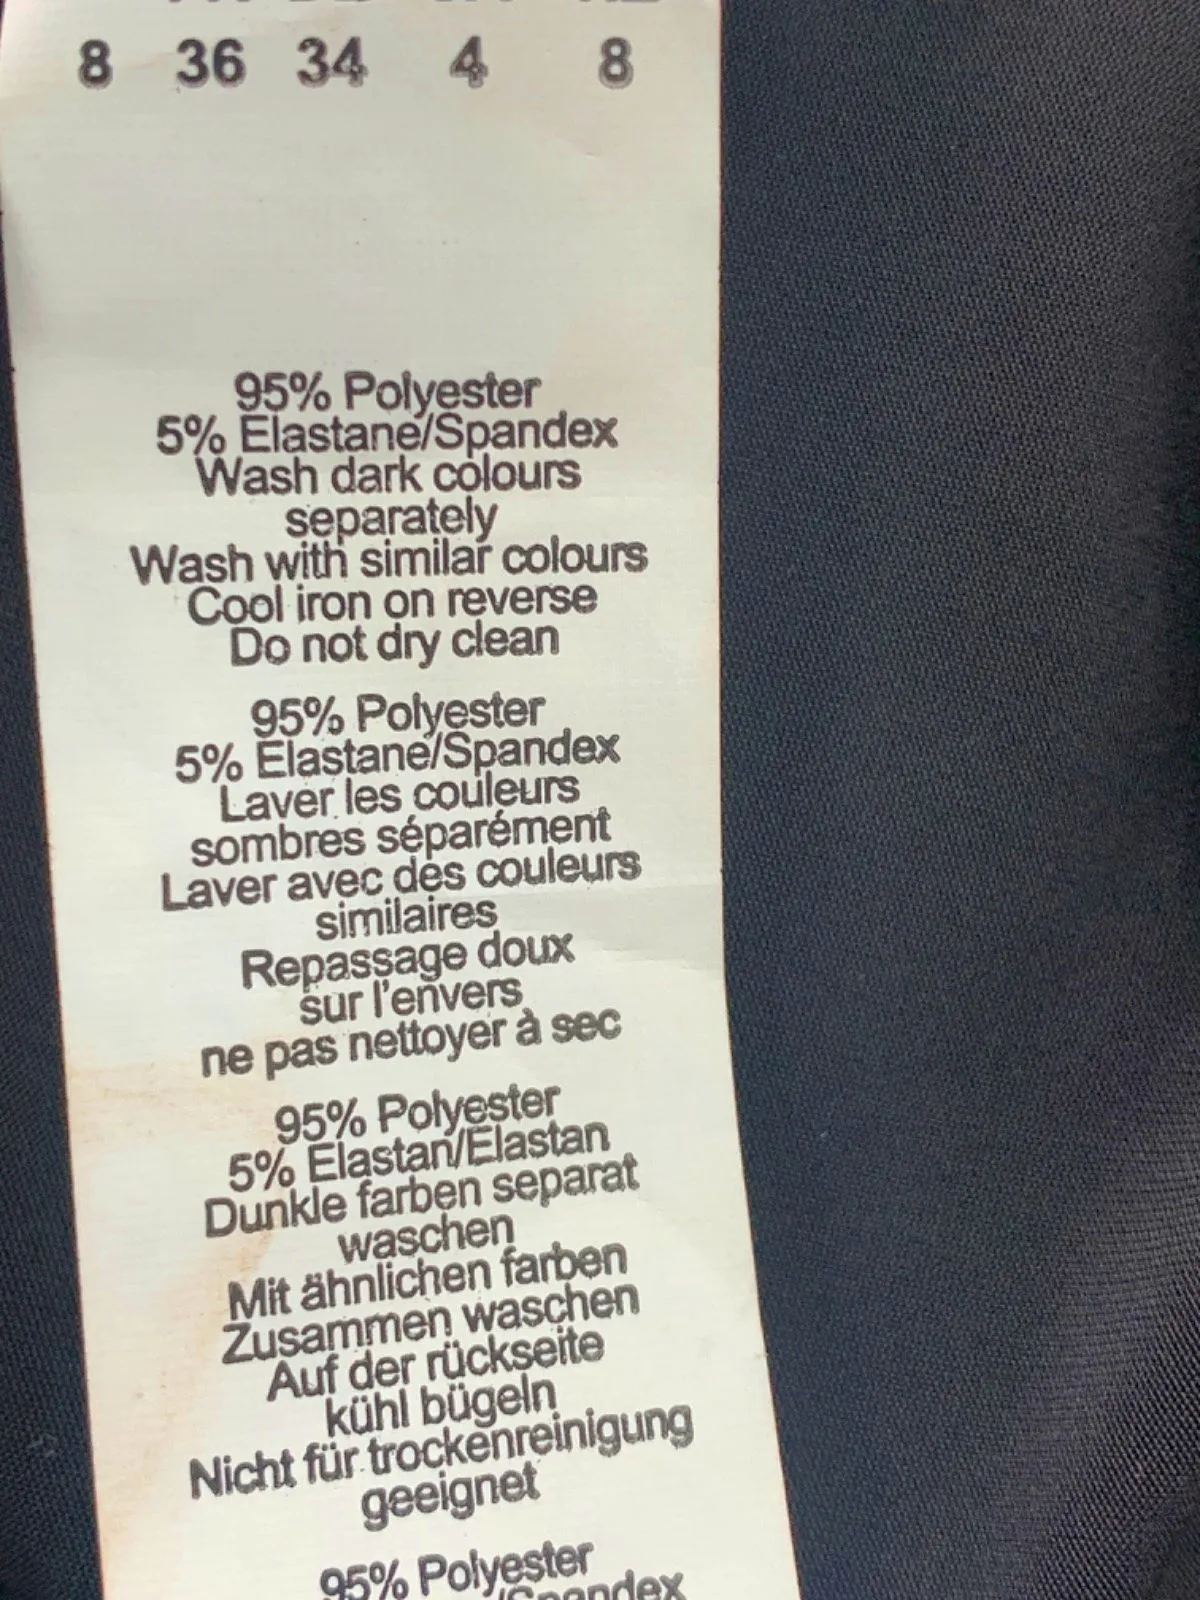 8 36 34 4 8
95% Polyester
5% Elastane/Spandex
Wash dark colours
separately
Wash with similar colours
Cool iron on reverse
Do not dry clean
95% Polyester
5% Elastane/Spandex
Laver les couleurs
sombres séparément
Laver avec des couleurs
similaires
Repassage doux
sur l'envers
ne pas nettoyer à sec
95% Polyester
5% Elastan/Elastan
Dunkle farben separat
waschen
Mit ähnlichen farben
Zusammen waschen
Auf der rückseite
kühl bügeln
Nicht für trockenreinigung
geeignet
95% Polyester
/Spandex